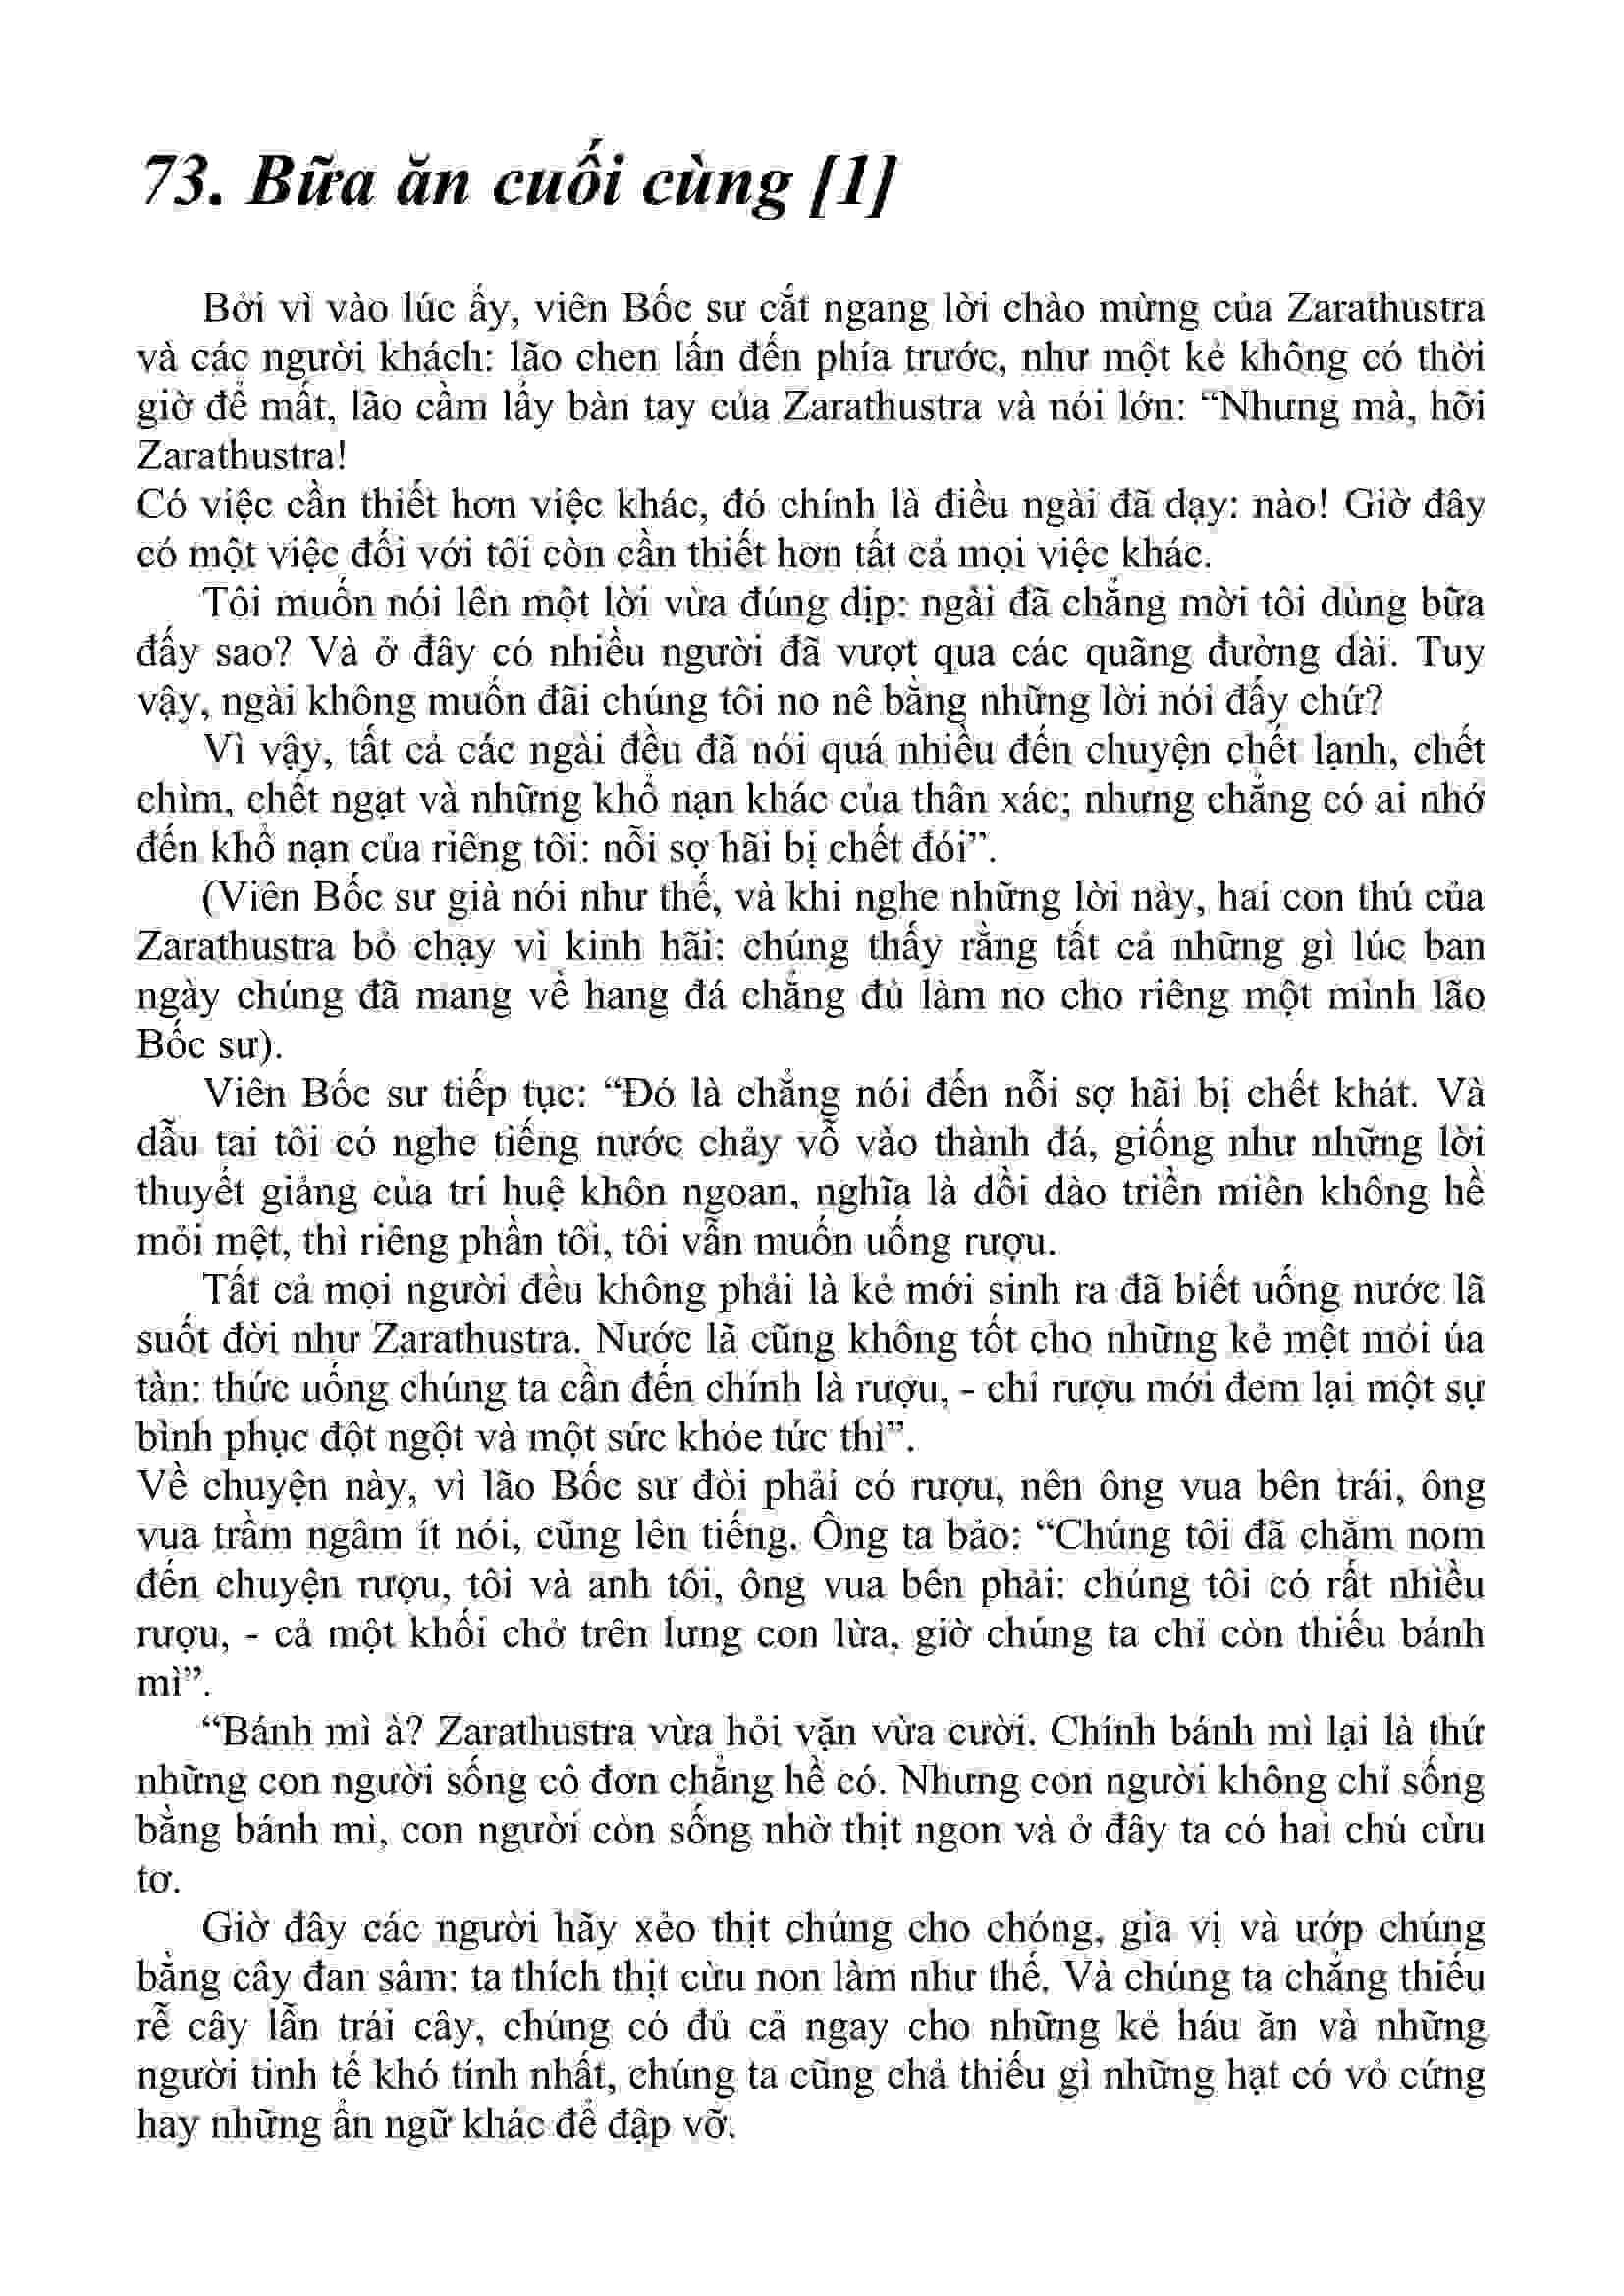 73. Bữa ăn cuối cùng [1]
Bởi vì vào lúc ấy, viên Bốc sư cắt ngang lời chào mừng của Zarathustra
và các người khách: lão chen lấn đến phía trước, như một kẻ không có thời
giờ để mất, lão cầm lấy bàn tay của Zarathustra và nói lớn: “Nhưng mà, hỡi
Zarathustra!
Có việc cần thiết hơn việc khác, đó chính là điều ngài đã dạy: nào! Giờ đây
có một việc đối với tôi còn cần thiết hơn tất cả mọi việc khác.
Tôi muốn nói lên một lời vừa đúng dịp: ngài đã chẳng mời tôi dùng bữa
đấy sao? Và ở đây có nhiều người đã vượt qua các quãng đường dài. Tuy
vậy, ngài không muốn đãi chúng tôi no nê bằng những lời nói đấy chứ?
Vì vậy, tất cả các ngài đều đã nói quá nhiều đến chuyện chết lạnh, chết
chìm, chết ngạt và những khổ nạn khác của thân xác; nhưng chẳng có ai nhớ
đến khổ nạn của riêng tôi: nỗi sợ hãi bị chết đói”.
(Viên Bốc sư già nói như thế, và khi nghe những lời này, hai con thú của
Zarathustra bỏ chạy vì kinh hãi: chúng thấy rằng tất cả những gì lúc ban
ngày chúng đã mang về hang đá chẳng đủ làm no cho riêng một mình lão
Bốc sư).
Viên Bốc sư tiếp tục: “Đó là chẳng nói đến nỗi sợ hãi bị chết khát. Và
dẫu tai tôi có nghe tiếng nước chảy vỗ vào thành đá, giống như những lời
thuyết giảng của trí huệ khôn ngoan, nghĩa là dồi dào triền miên không hề
mỏi mệt, thì riêng phần tôi, tôi vẫn muốn uống rượu.
Tất cả mọi người đều không phải là kẻ mới sinh ra đã biết uống nước lã
suốt đời như Zarathustra. Nước lã cũng không tốt cho những kẻ mệt mỏi úa
tàn: thức uống chúng ta cần đến chính là rượu, - chỉ rượu mới đem lại một sự
bình phục đột ngột và một sức khỏe tức thì”.
Về chuyện này, vì lão Bốc sư đòi phải có rượu, nên ông vua bên trái, ông
vua trầm ngâm ít nói, cũng lên tiếng. Ông ta bảo: “Chúng tôi đã chăm nom
đến chuyện rượu, tôi và anh tôi, ông vua bên phải: chúng tôi có rất nhiều
rượu, - cả một khối chở trên lưng con lừa, giờ chúng ta chỉ còn thiếu bánh
mì”.
“Bánh mì à? Zarathustra vừa hỏi vặn vừa cười. Chính bánh mì lại là thứ
những con người sống cô đơn chẳng hề có. Nhưng con người không chỉ sống
bằng bánh mì, con người còn sống nhờ thịt ngon và ở đây ta có hai chú cừu
tơ.
Giờ đây các người hãy xẻo thịt chúng cho chóng, gia vị và ướp chúng
bằng cây đan sâm: ta thích thịt cừu non làm như thế. Và chúng ta chẳng thiếu
rễ cây lẫn trái cây, chúng có đủ cả ngay cho những kẻ háu ăn và những
người tinh tế khó tính nhất, chúng ta cũng chả thiếu gì những hạt có vỏ cứng
hay những ẩn ngữ khác để đập vỡ.